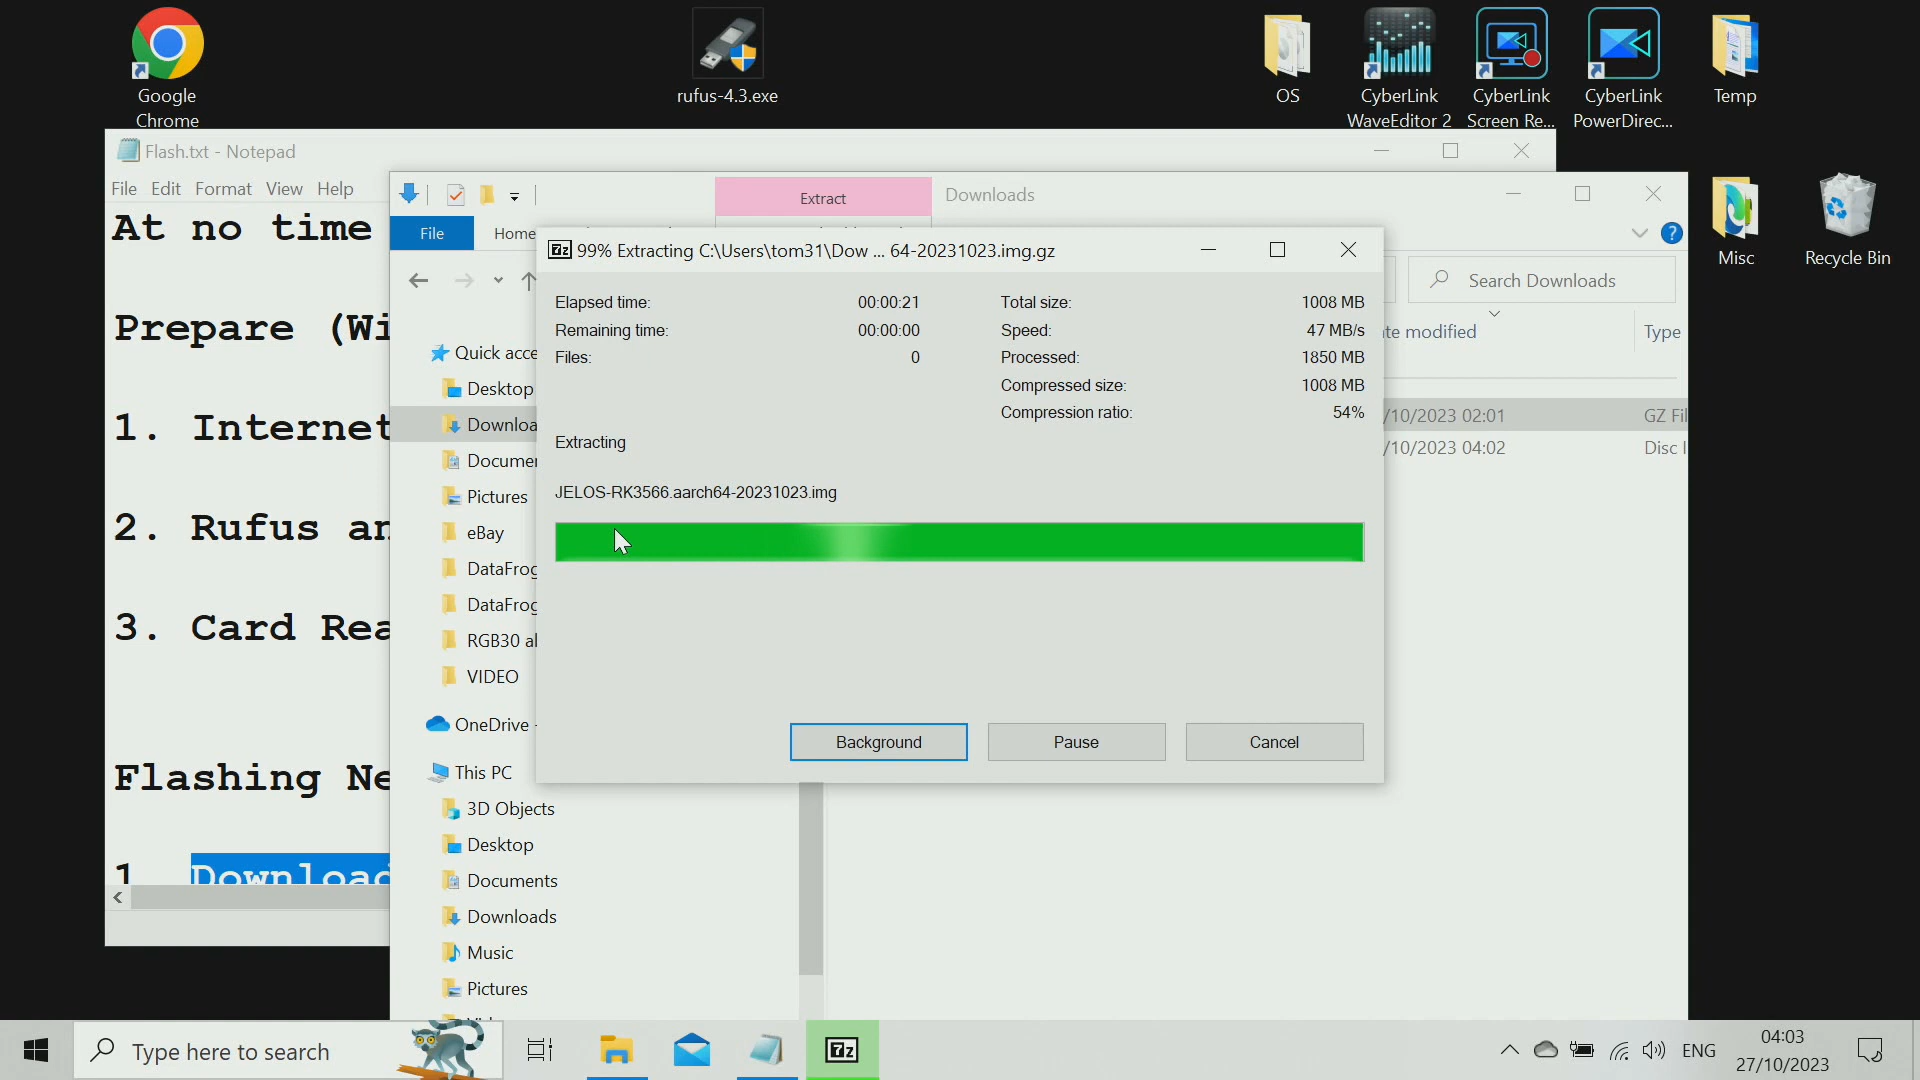 Google
Chrome
rufus-4.3.exe
OS
CyberLink
WaveEditor 2
CyberLink
Screen Re...
CyberLink
PowerDirec...
Temp
Misc
Recycle Bin
Flash.txt - Notepad
File Edit Format View Help
At no time
Prepare (Wi
1. Internet
2. Rufus an
3. Card Rea
Flashing Ne
1 Download
Extract
Downloads
File
Home
Search Downloads
te modified
Type
/10/2023 02:01
GZ Fil
/10/2023 04:02
Disc I
Quick acce
Desktop
Downloa
Documen
Pictures
eBay
DataFrog
DataFrog
RGB30 al
VIDEO
OneDrive -
This PC
3D Objects
Desktop
Documents
Downloads
Music
Pictures
7z 99% Extracting C:\Users\tom31\Dow ... 64-20231023.img.gz
Elapsed time: 00:00:21
Remaining time: 00:00:00
Files: 0
Total size: 1008 MB
Speed: 47 MB/s
Processed: 1850 MB
Compressed size: 1008 MB
Compression ratio: 54%
Extracting
JELOS-RK3566.aarch64-20231023.img
Background
Pause
Cancel
Type here to search
7z
ENG
04:03
27/10/2023